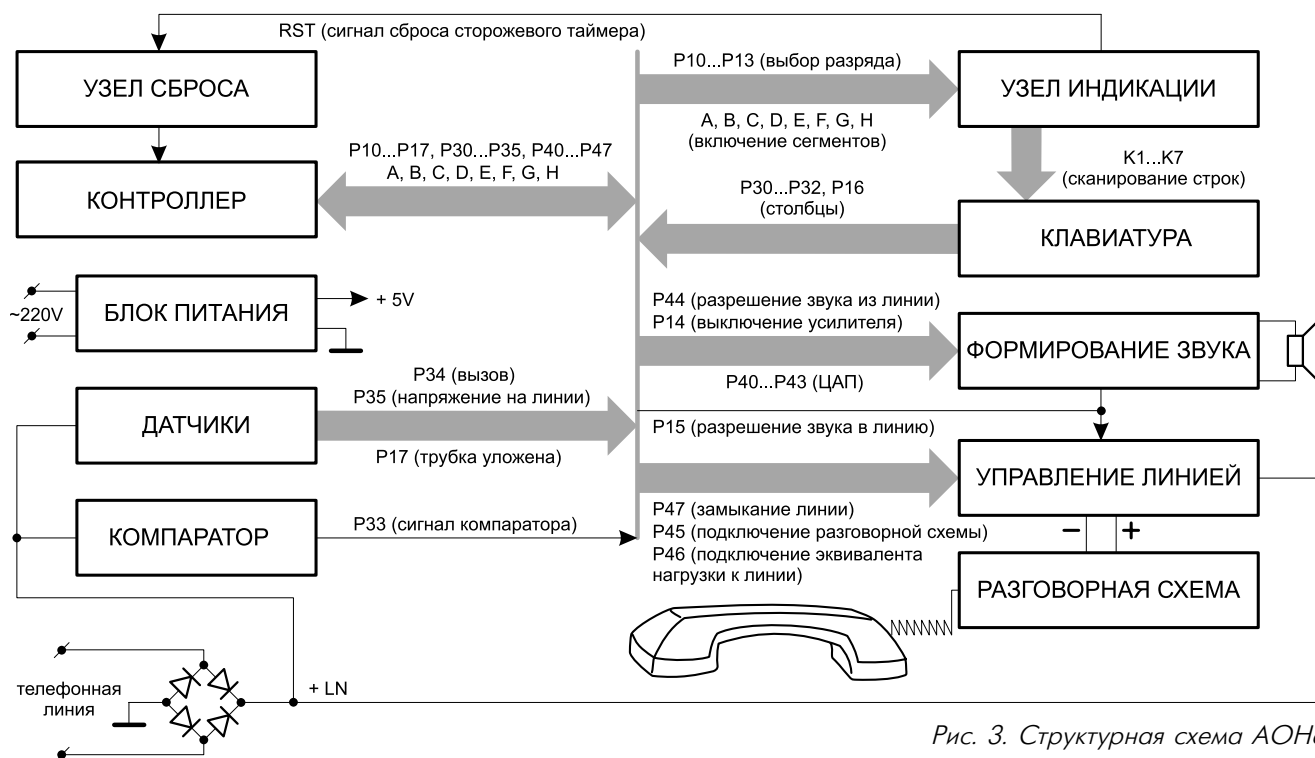 RST (сигнал сброса сторожевого таймера)
УЗЕЛ СБРОСА
P10...P13 (выбор разряда)
УЗЕЛ ИНДИКАЦИИ
A, B, C, D, E, F, G, H
(включение сегментов)
P10...P17, P30...P35, P40...P47
A, B, C, D, E, F, G, H
K1...K7
(сканирование строк)
КОНТРОЛЛЕР
P30...P32, P16
(столбцы)
КЛАВИАТУРА
~220V
БЛОК ПИТАНИЯ
+ 5V
P44 (разрешение звука из линии)
P14 (выключение усилителя)
ФОРМИРОВАНИЕ ЗВУКА
P40...P43 (ЦАП)
P34 (вызов)
P35 (напряжение на линии)
ДАТЧИКИ
P17 (трубка уложена)
P15 (разрешение звука в линию)
УПРАВЛЕНИЕ ЛИНИЕЙ
КОМПАРАТОР
P33 (сигнал компаратора)
P47 (замыкание линии)
P45 (подключение разговорной схемы)
P46 (подключение эквивалента
нагрузки к линии)
− +
РАЗГОВОРНАЯ СХЕМА
телефонная
линия
+ LN
Рис. 3. Структурная схема АОНа